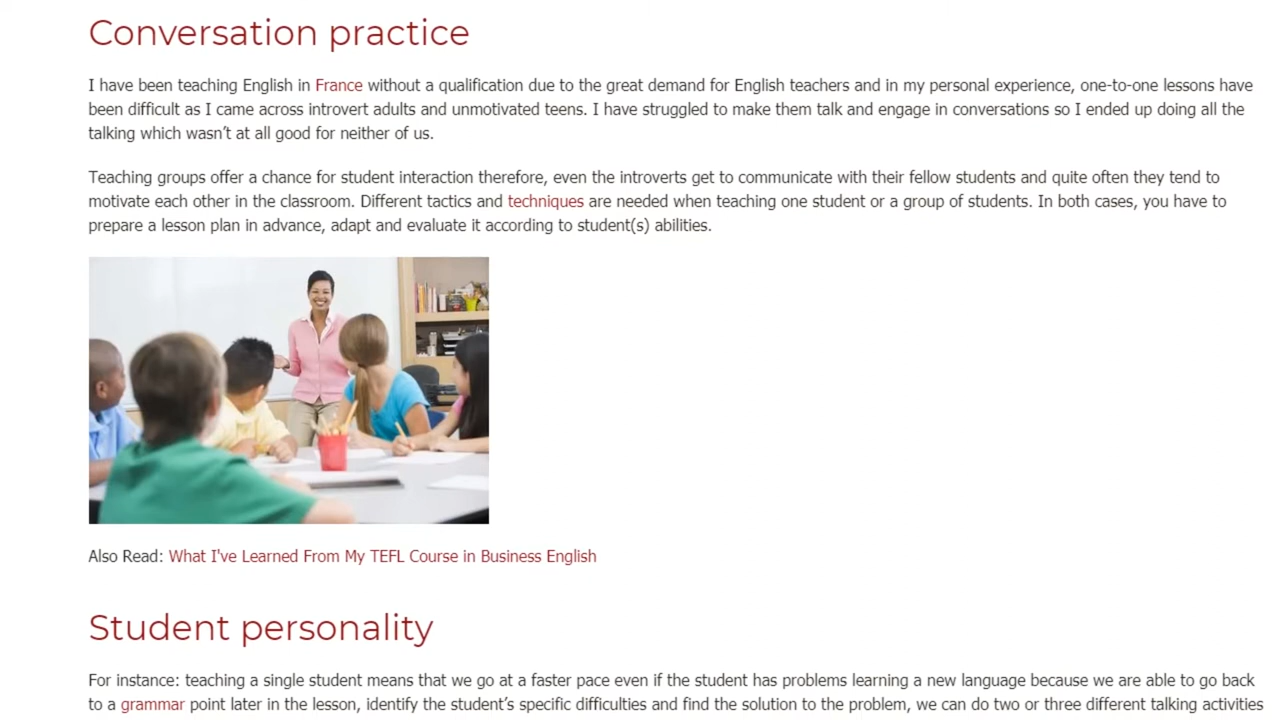 Conversation practice
I have been teaching English in France without a qualification due to the great demand for English teachers and in my personal experience, one-to-one lessons have
been difficult as I came across introvert adults and unmotivated teens. I have struggled to make them talk and engage in conversations so I ended up doing all the
talking which wasn’t at all good for neither of us.
Teaching groups offer a chance for student interaction therefore, even the introverts get to communicate with their fellow students and quite often they tend to
motivate each other in the classroom. Different tactics and techniques are needed when teaching one student or a group of students. In both cases, you have to
prepare a lesson plan in advance, adapt and evaluate it according to student(s) abilities.
Also Read: What I've Learned From My TEFL Course in Business English
Student personality
For instance: teaching a single student means that we go at a faster pace even if the student has problems learning a new language because we are able to go back
to a grammar point later in the lesson, identify the student’s specific difficulties and find the solution to the problem, we can do two or three different talking activities